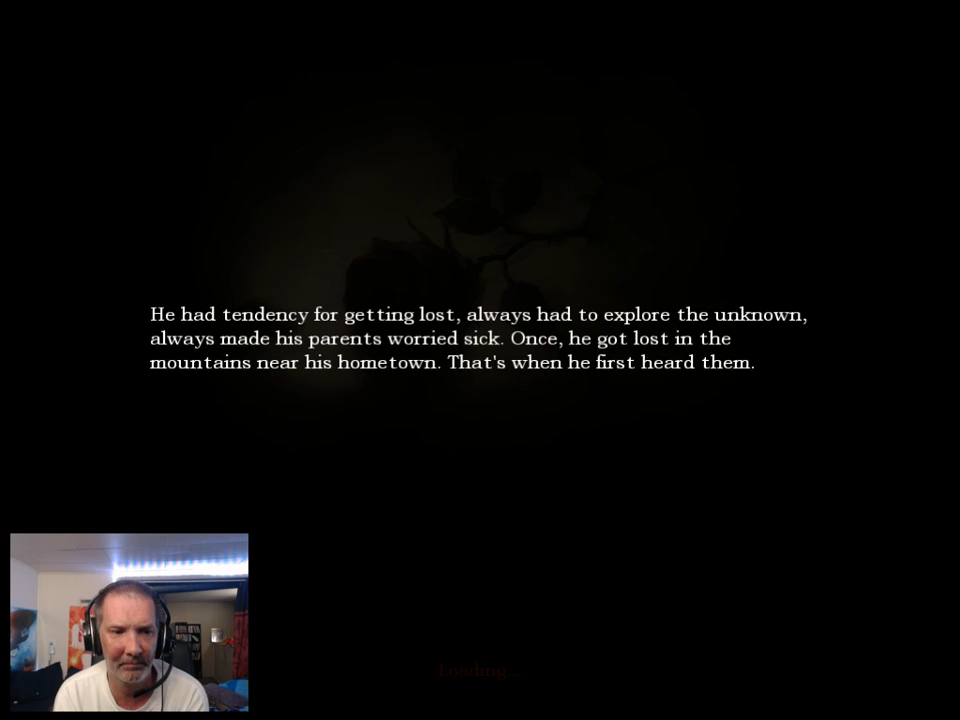 He had tendency for getting lost, always had to explore the unknown,
always made his parents worried sick. Once, he got lost in the
mountains near his hometown. That's when he first heard them.
Loading...